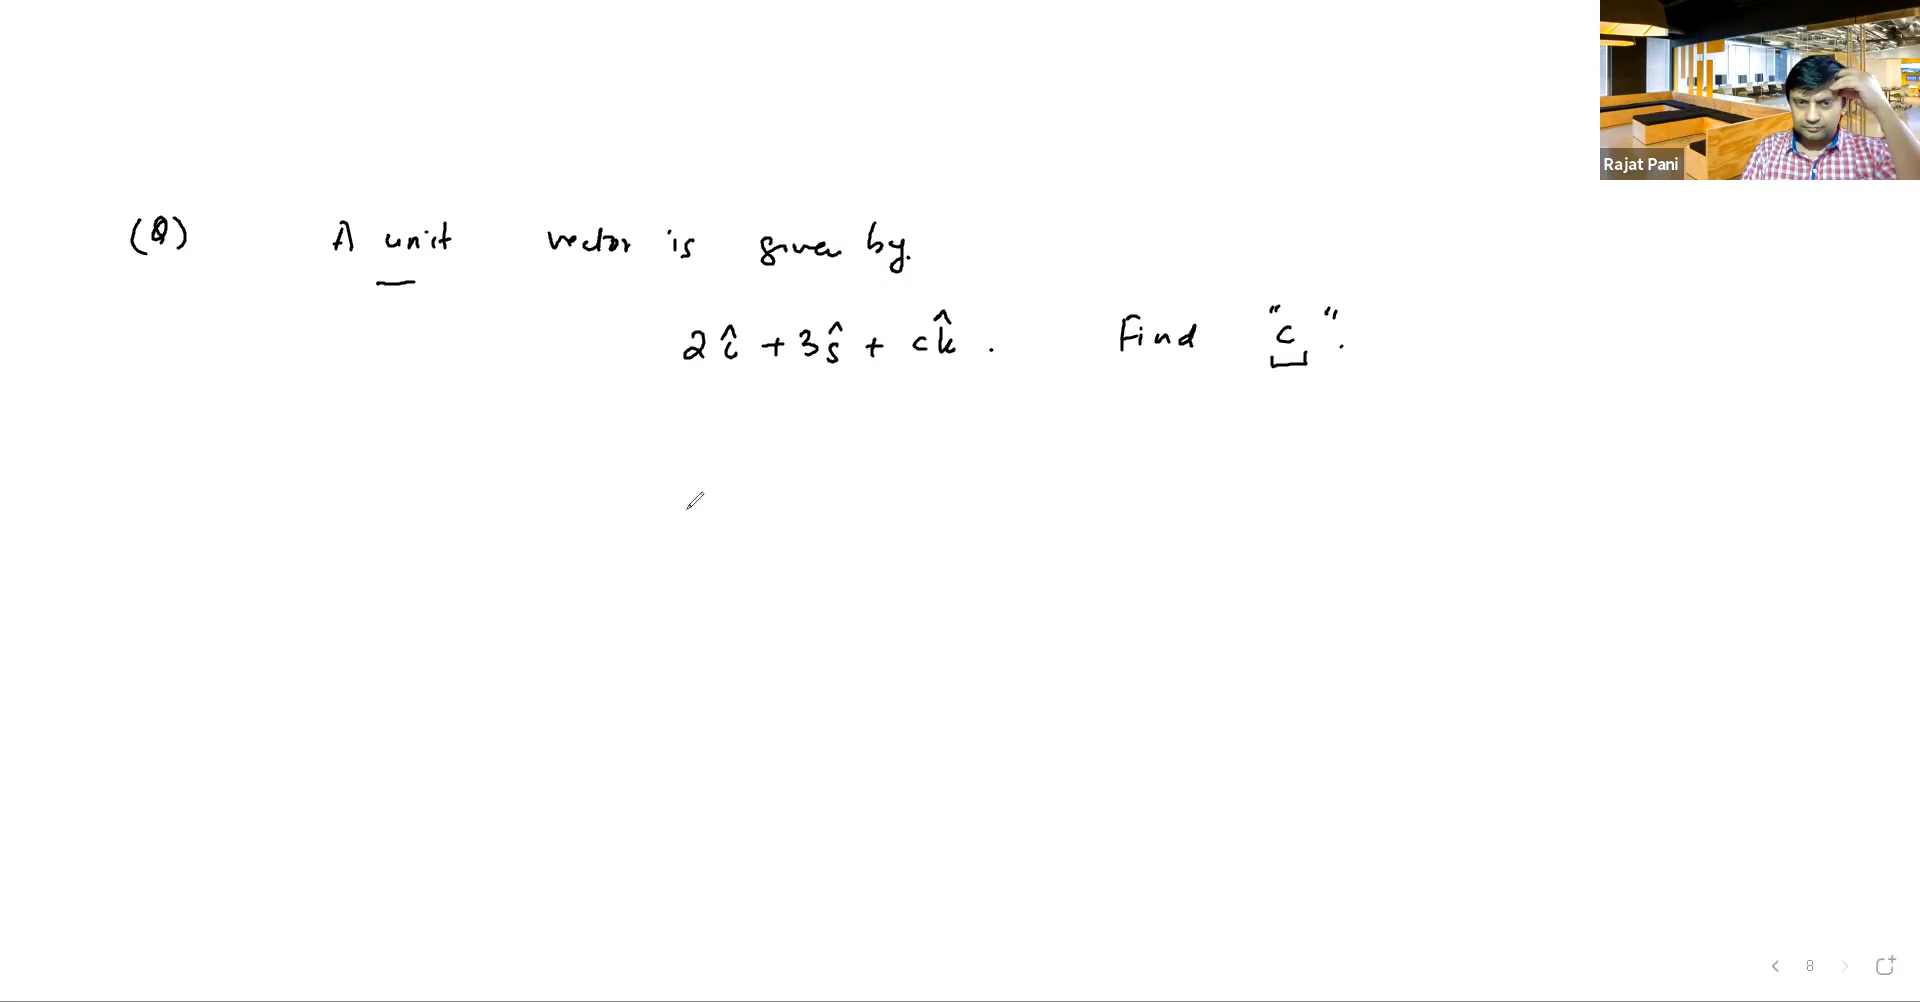 Rajat Pani
(Q) A unit vector is given by.
2î + 3ĵ + ck̂ . Find "c".
8